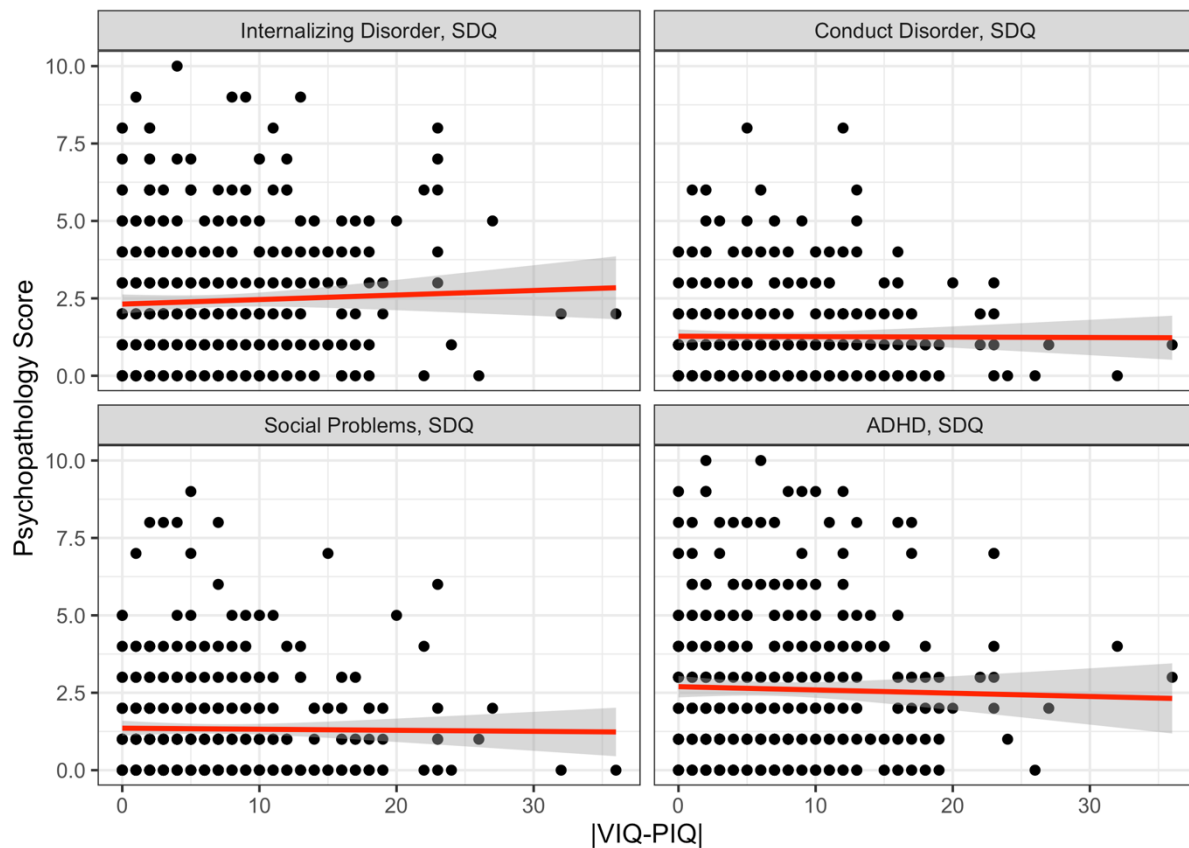 Internalizing Disorder, SDQ
Conduct Disorder, SDQ
10.0
7.5
5.0
2.5
0.0
Social Problems, SDQ
ADHD, SDQ
10.0
7.5
5.0
2.5
0.0
0 10 20 30
0 10 20 30
Psychopathology Score
|VIQ-PIQ|